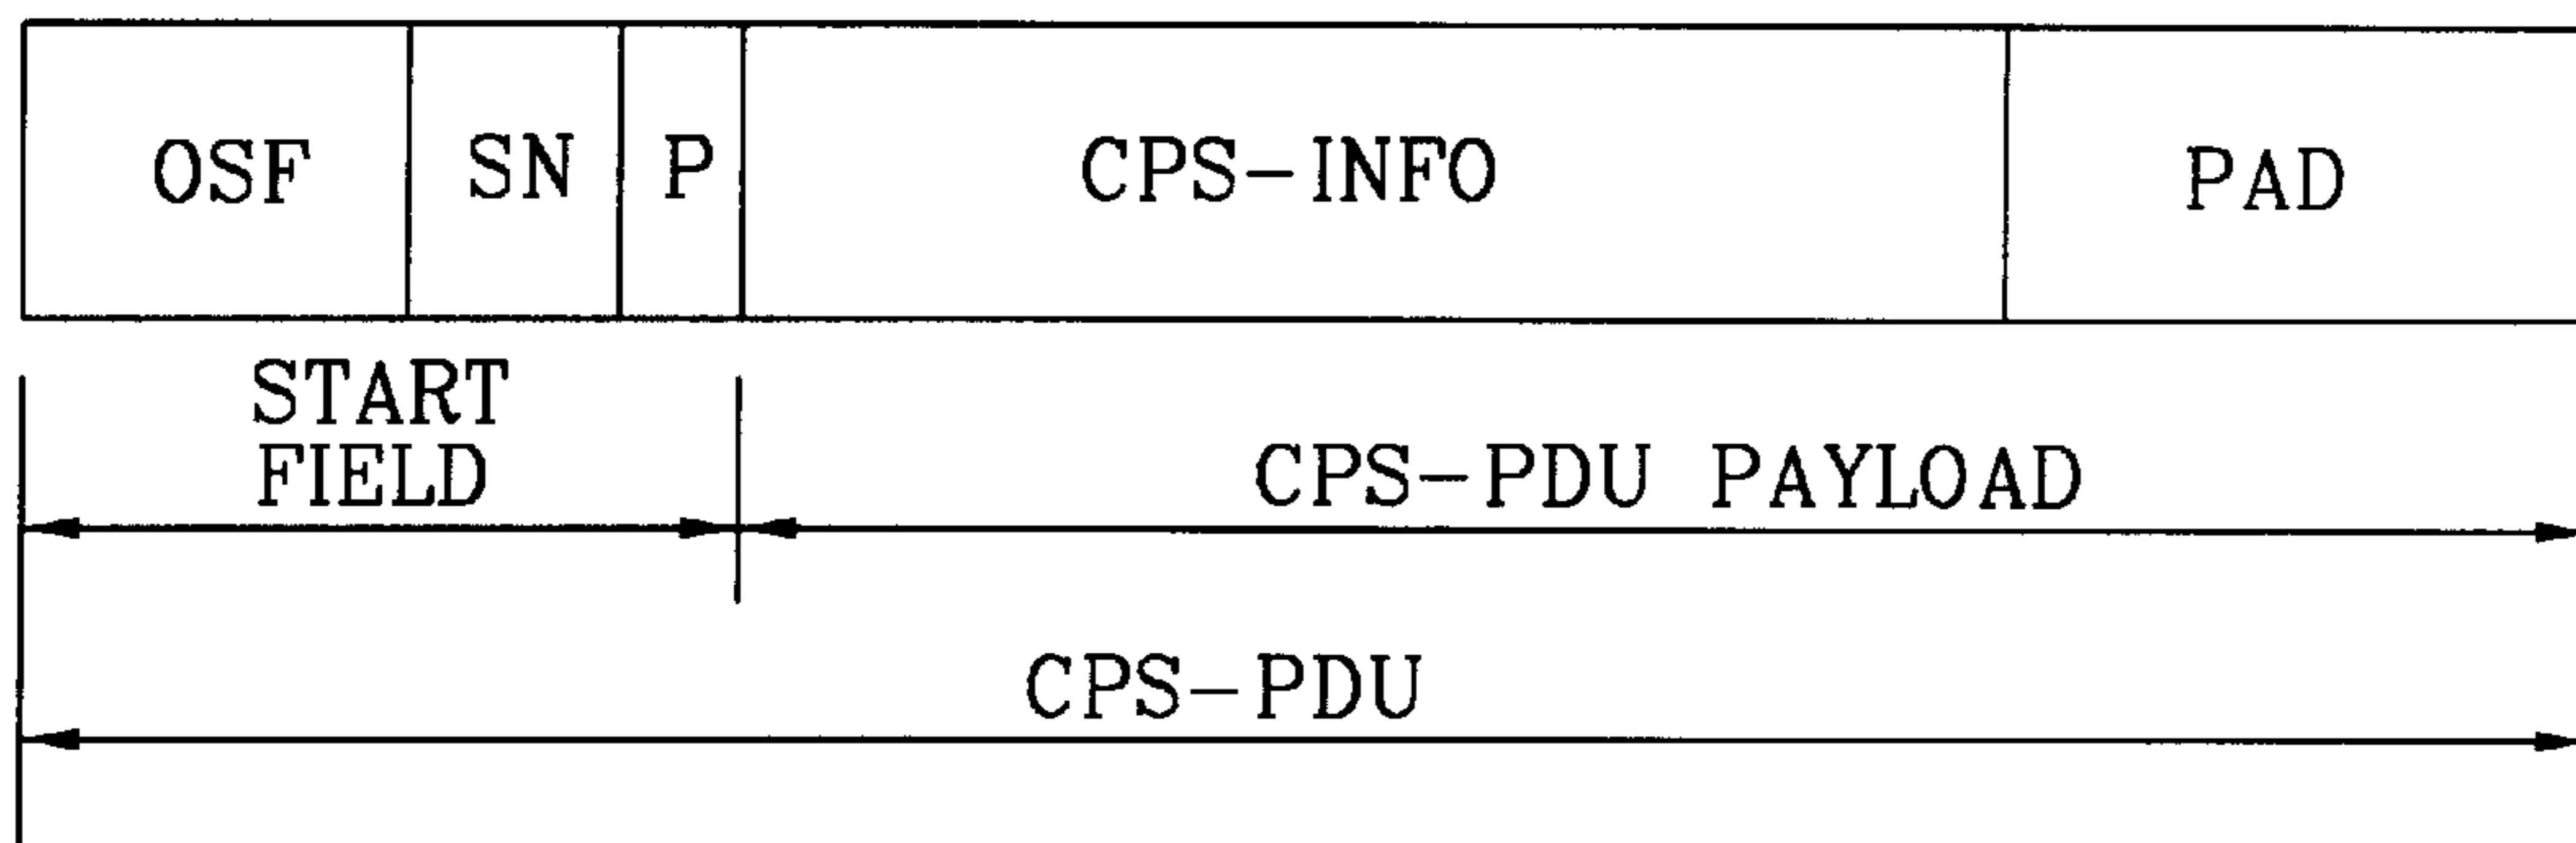 OSF SN P CPS-INFO PAD
START
FIELD
CPS-PDU PAYLOAD
CPS-PDU